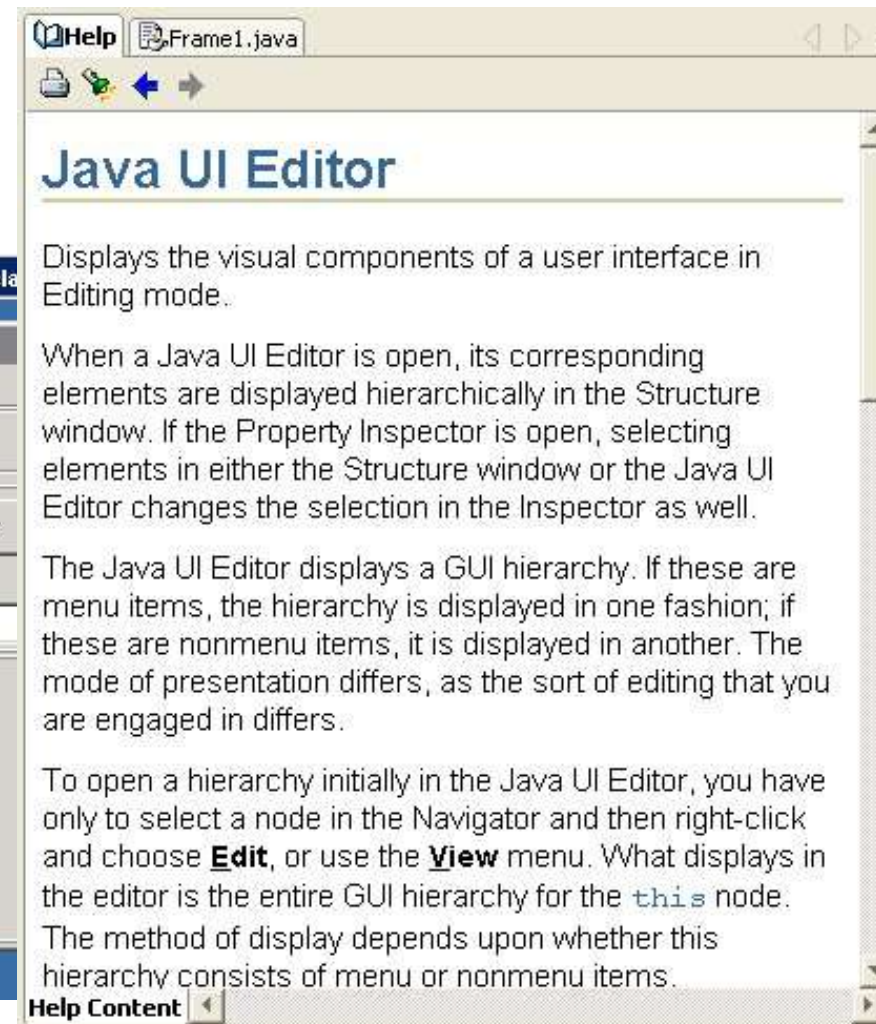 Help Frame1.java
Java UI Editor
Displays the visual components of a user interface in
Editing mode.
When a Java UI Editor is open, its corresponding
elements are displayed hierarchically in the Structure
window. If the Property Inspector is open, selecting
elements in either the Structure window or the Java UI
Editor changes the selection in the Inspector as well.
The Java UI Editor displays a GUI hierarchy. If these are
menu items, the hierarchy is displayed in one fashion; if
these are nonmenu items, it is displayed in another. The
mode of presentation differs, as the sort of editing that you
are engaged in differs.
To open a hierarchy initially in the Java UI Editor, you have
only to select a node in the Navigator and then right-click
and choose Edit, or use the View menu. What displays in
the editor is the entire GUI hierarchy for the this node.
The method of display depends upon whether this
hierarchy consists of menu or nonmenu items.
Help Content